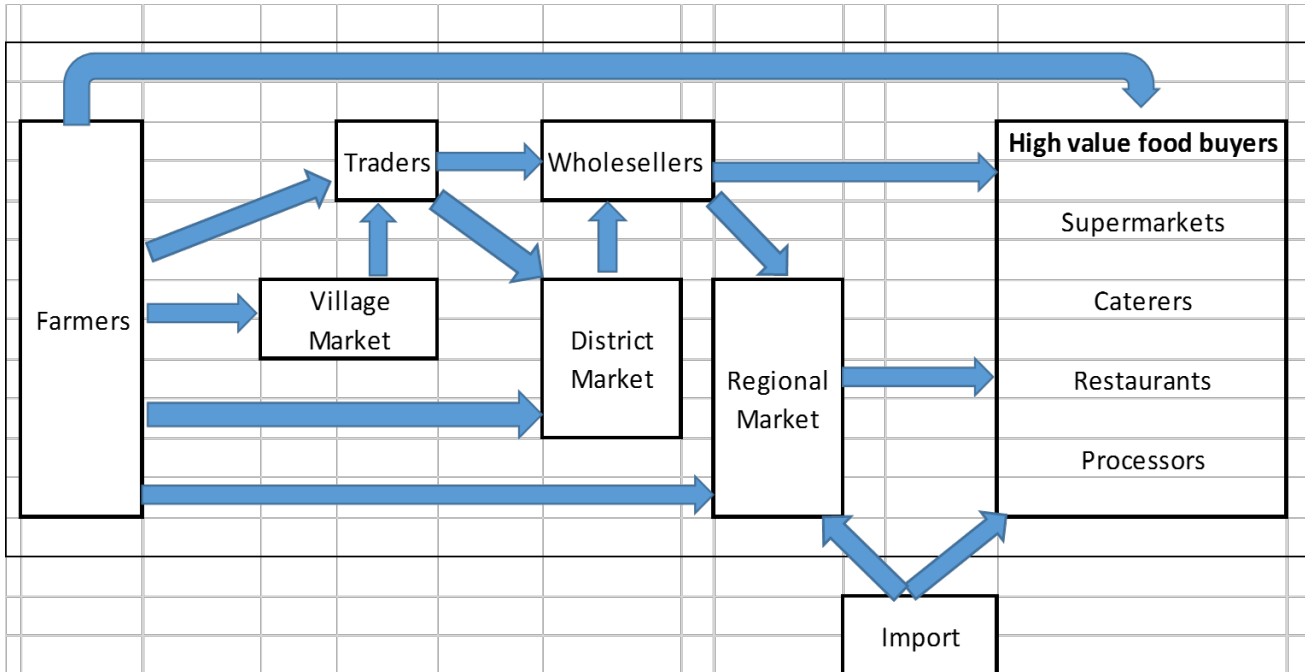 High value food buyers
Traders
Wholesellers
Supermarkets
Farmers
Village
Market
District
Market
Regional
Market
Caterers
Restaurants
Processors
Import